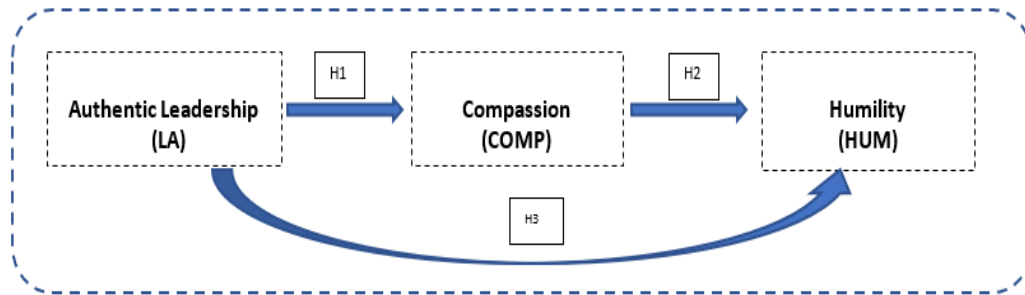 H1
H2
Authentic Leadership
(LA)
Compassion
(COMP)
Humility
(HUM)
H3